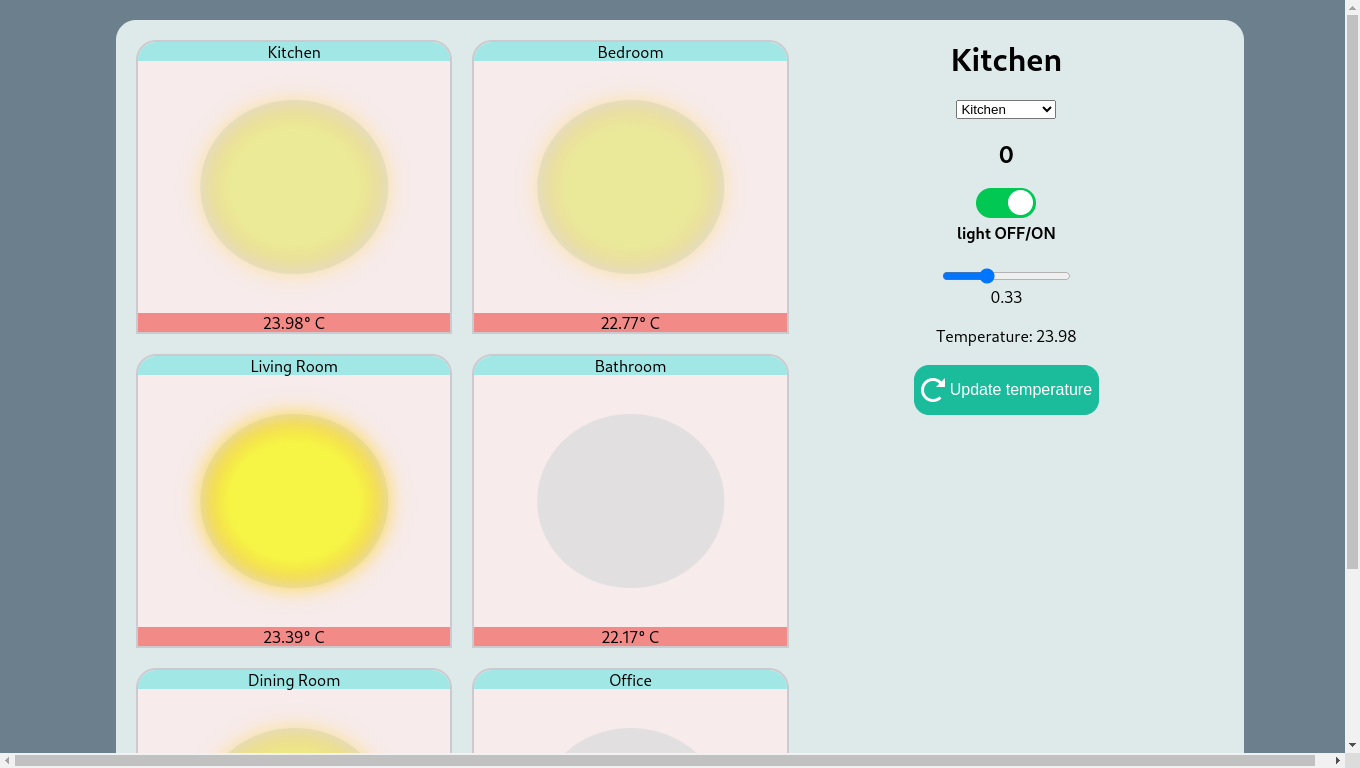 Kitchen
Bedroom
23.98° C
22.77° C
Living Room
Bathroom
23.39° C
22.17° C
Dining Room
Office
Kitchen
Kitchen
0
light OFF/ON
0.33
Temperature: 23.98
Update temperature